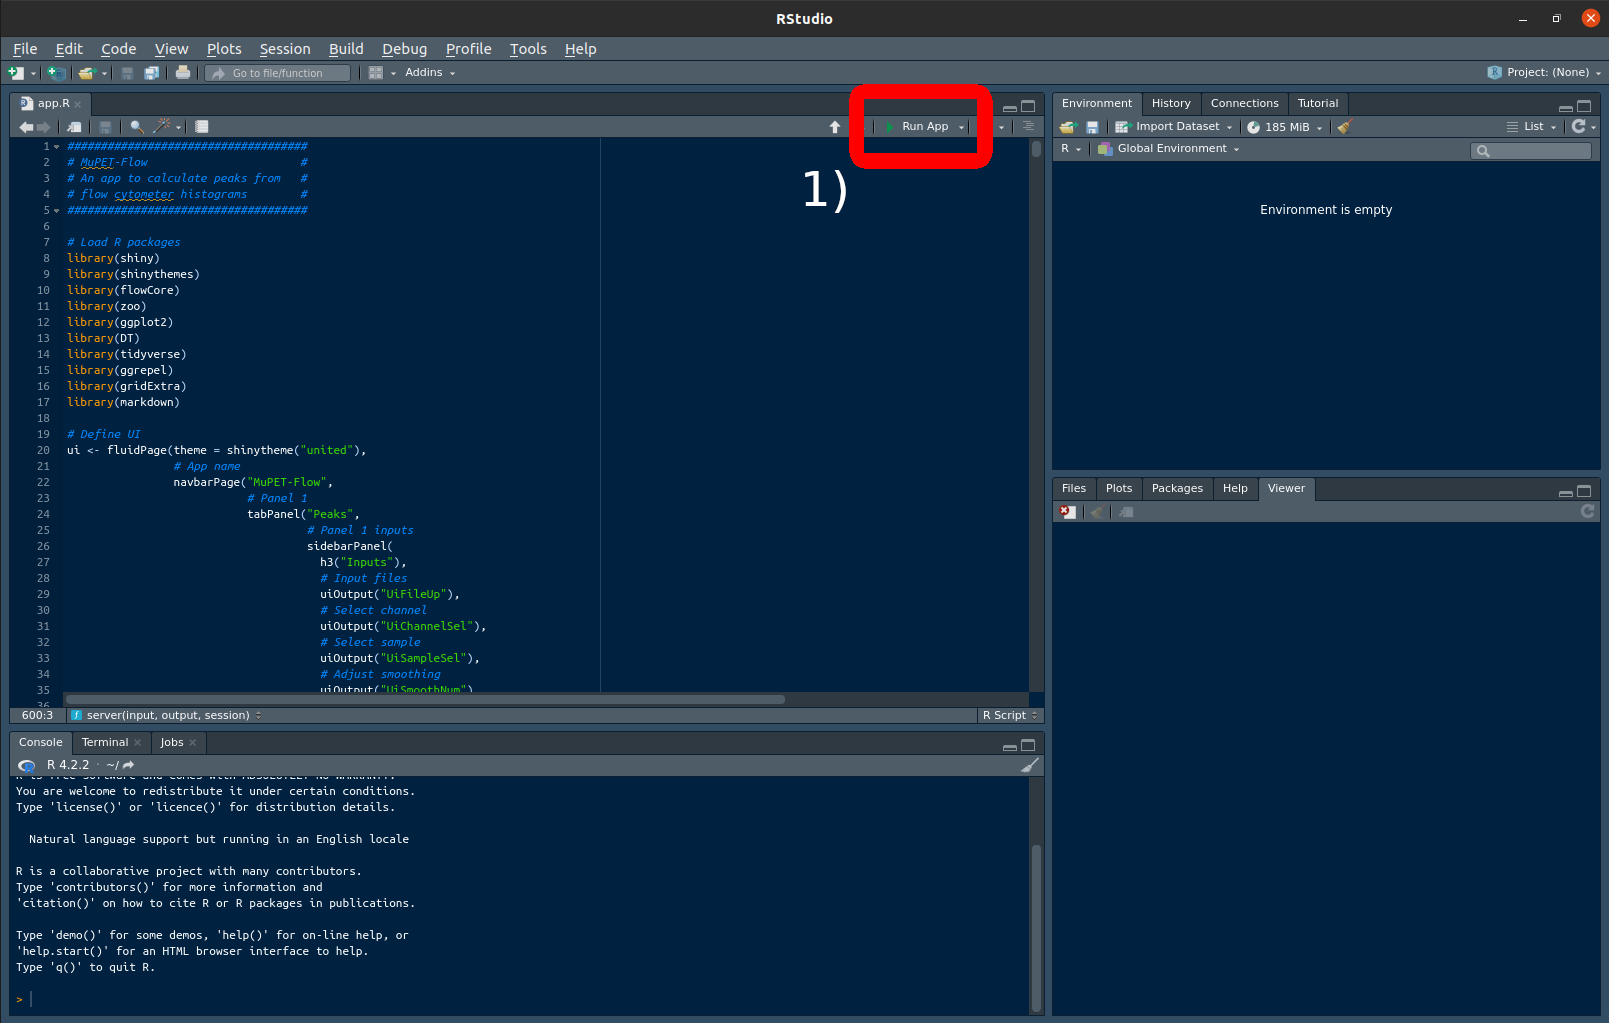 RStudio
File Edit Code View Plots Session Build Debug Profile Tools Help
Go to file/function Addins Project: (None)
app.R
Run App
1)
1 ####################################
2 # MuPET-Flow #
3 # An app to calculate peaks from #
4 # flow cytometer histograms #
5 ####################################
6
7 # Load R packages
8 library(shiny)
9 library(shinythemes)
10 library(flowCore)
11 library(zoo)
12 library(ggplot2)
13 library(DT)
14 library(tidyverse)
15 library(ggrepel)
16 library(gridExtra)
17 library(markdown)
18
19 # Define UI
20 ui <- fluidPage(theme = shinytheme("united"),
21 # App name
22 navbarPage("MuPET-Flow",
23 # Panel 1
24 tabPanel("Peaks",
25 # Panel 1 inputs
26 sidebarPanel(
27 h3("Inputs"),
28 # Input files
29 uiOutput("UiFileUp"),
30 # Select channel
31 uiOutput("UiChannelSel"),
32 # Select sample
33 uiOutput("UiSampleSel"),
34 # Adjust smoothing
35 uiOutput("UiSmoothNum")
36
600:3 server(input, output, session) R Script
Console Terminal Jobs
R 4.2.2 · ~/
R is free software and comes with ABSOLUTELY NO WARRANTY.
You are welcome to redistribute it under certain conditions.
Type 'license()' or 'licence()' for distribution details.
Natural language support but running in an English locale
R is a collaborative project with many contributors.
Type 'contributors()' for more information and
'citation()' on how to cite R or R packages in publications.
Type 'demo()' for some demos, 'help()' for on-line help, or
'help.start()' for an HTML browser interface to help.
Type 'q()' to quit R.
>
Environment History Connections Tutorial
Import Dataset 185 MiB List
R Global Environment
Environment is empty
Files Plots Packages Help Viewer